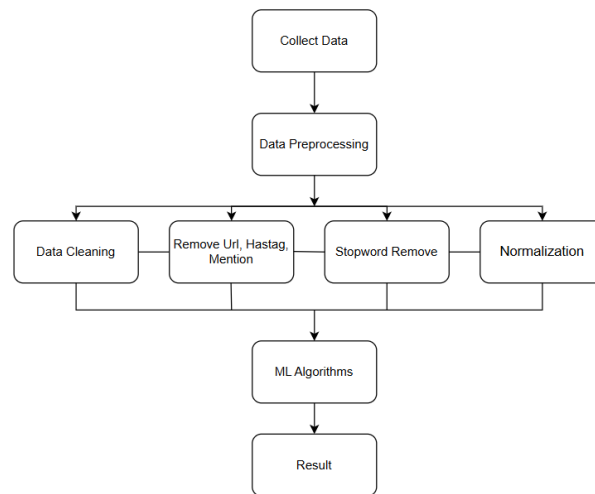 Collect Data
Data Preprocessing
Data Cleaning
Remove Url, Hastag,
Mention
Stopword Remove
Normalization
ML Algorithms
Result